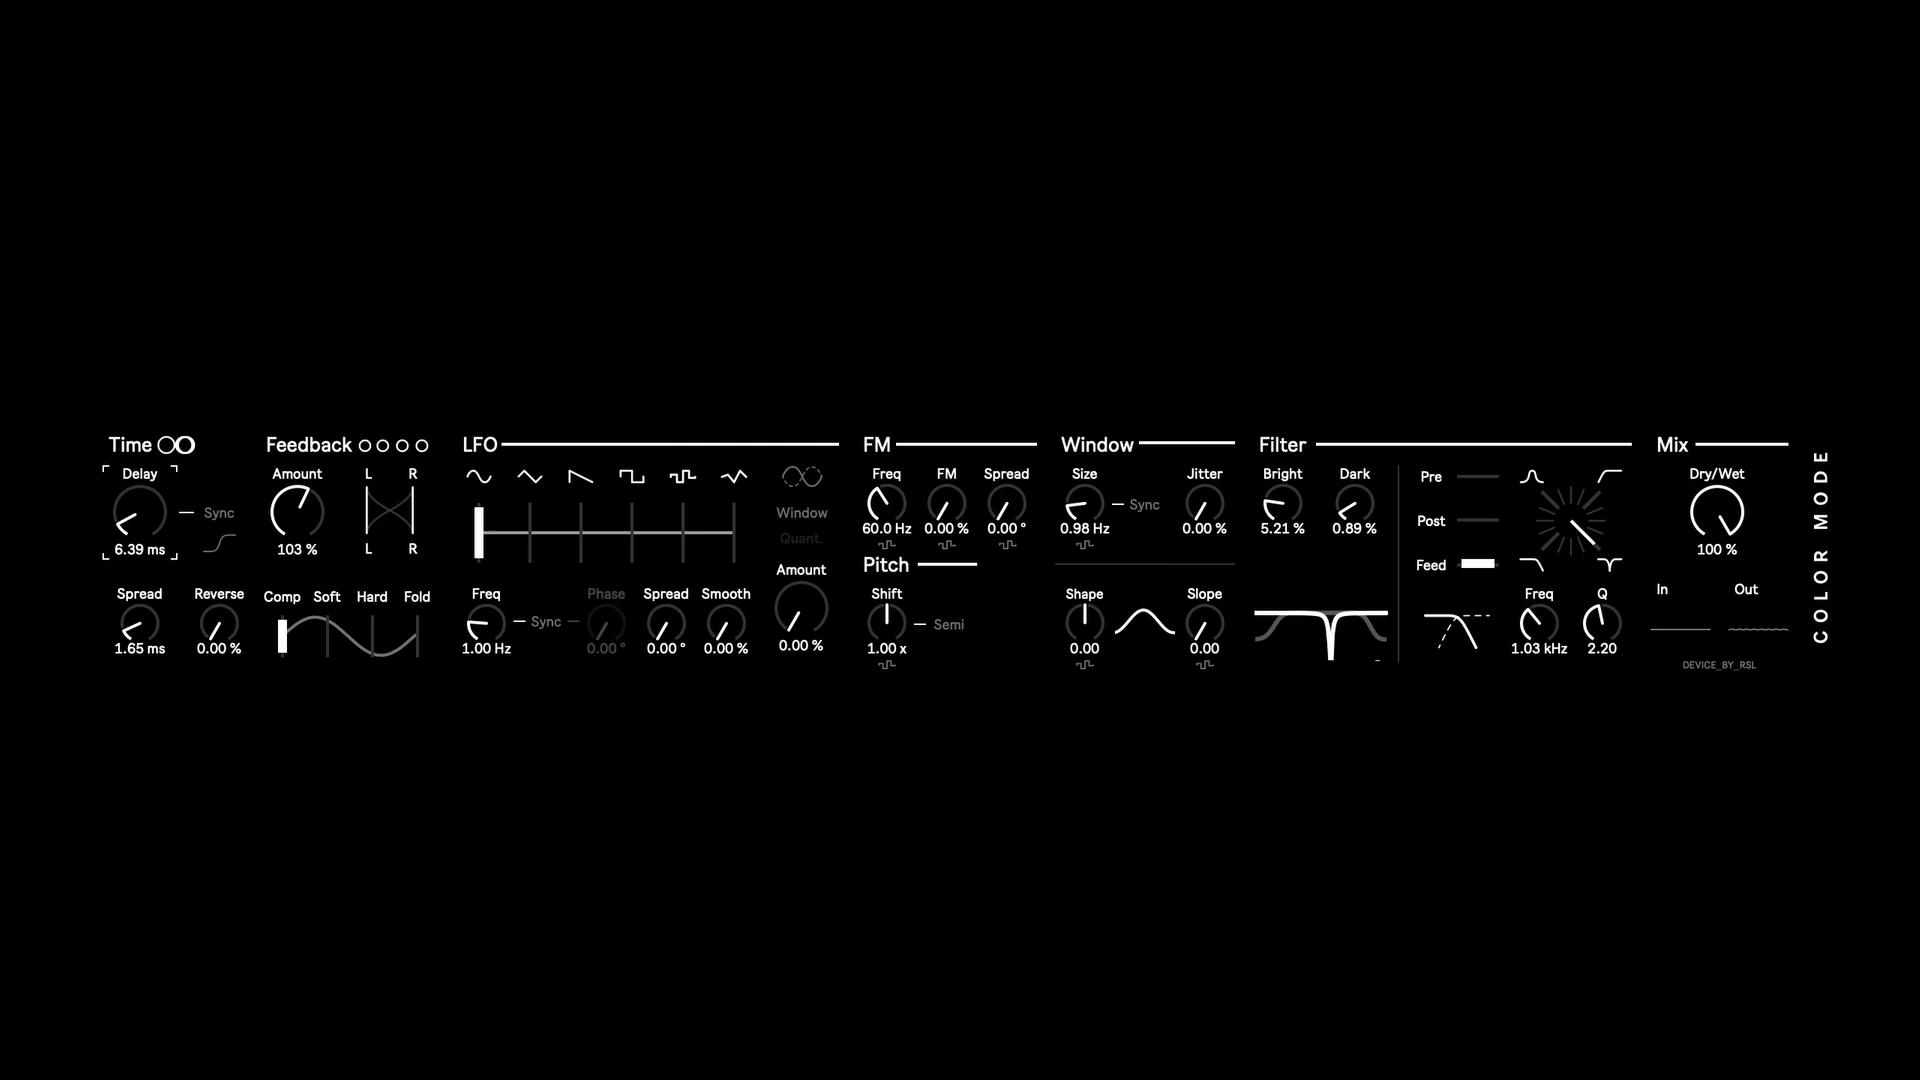 Time
Delay
6.39 ms
Sync
Spread
1.65 ms
Reverse
0.00 %
Feedback
Amount
103 %
L R
L R
Comp Soft Hard Fold
LFO
Window
Quant.
Amount
0.00 %
Freq
1.00 Hz
Sync
Phase
0.00 °
Spread
0.00 °
Smooth
0.00 %
FM
Freq
60.0 Hz
FM
0.00 %
Spread
0.00 °
Pitch
Shift
1.00 x
Semi
Window
Size
0.98 Hz
Sync
Jitter
0.00 %
Shape
0.00
Slope
0.00
Filter
Bright
5.21 %
Dark
0.89 %
Pre
Post
Feed
Freq
1.03 kHz
Q
2.20
Mix
Dry/Wet
100 %
In
Out
DEVICE_BY_RSL
COLOR MODE